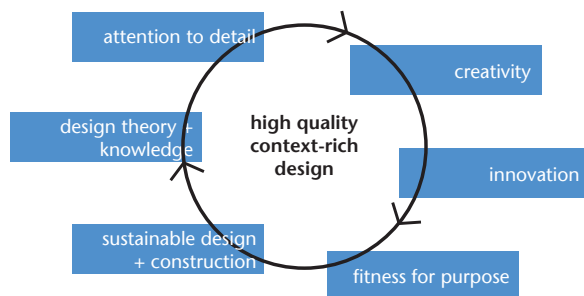 attention to detail
creativity
design theory +
knowledge
high quality
context-rich
design
innovation
sustainable design
+ construction
fitness for purpose